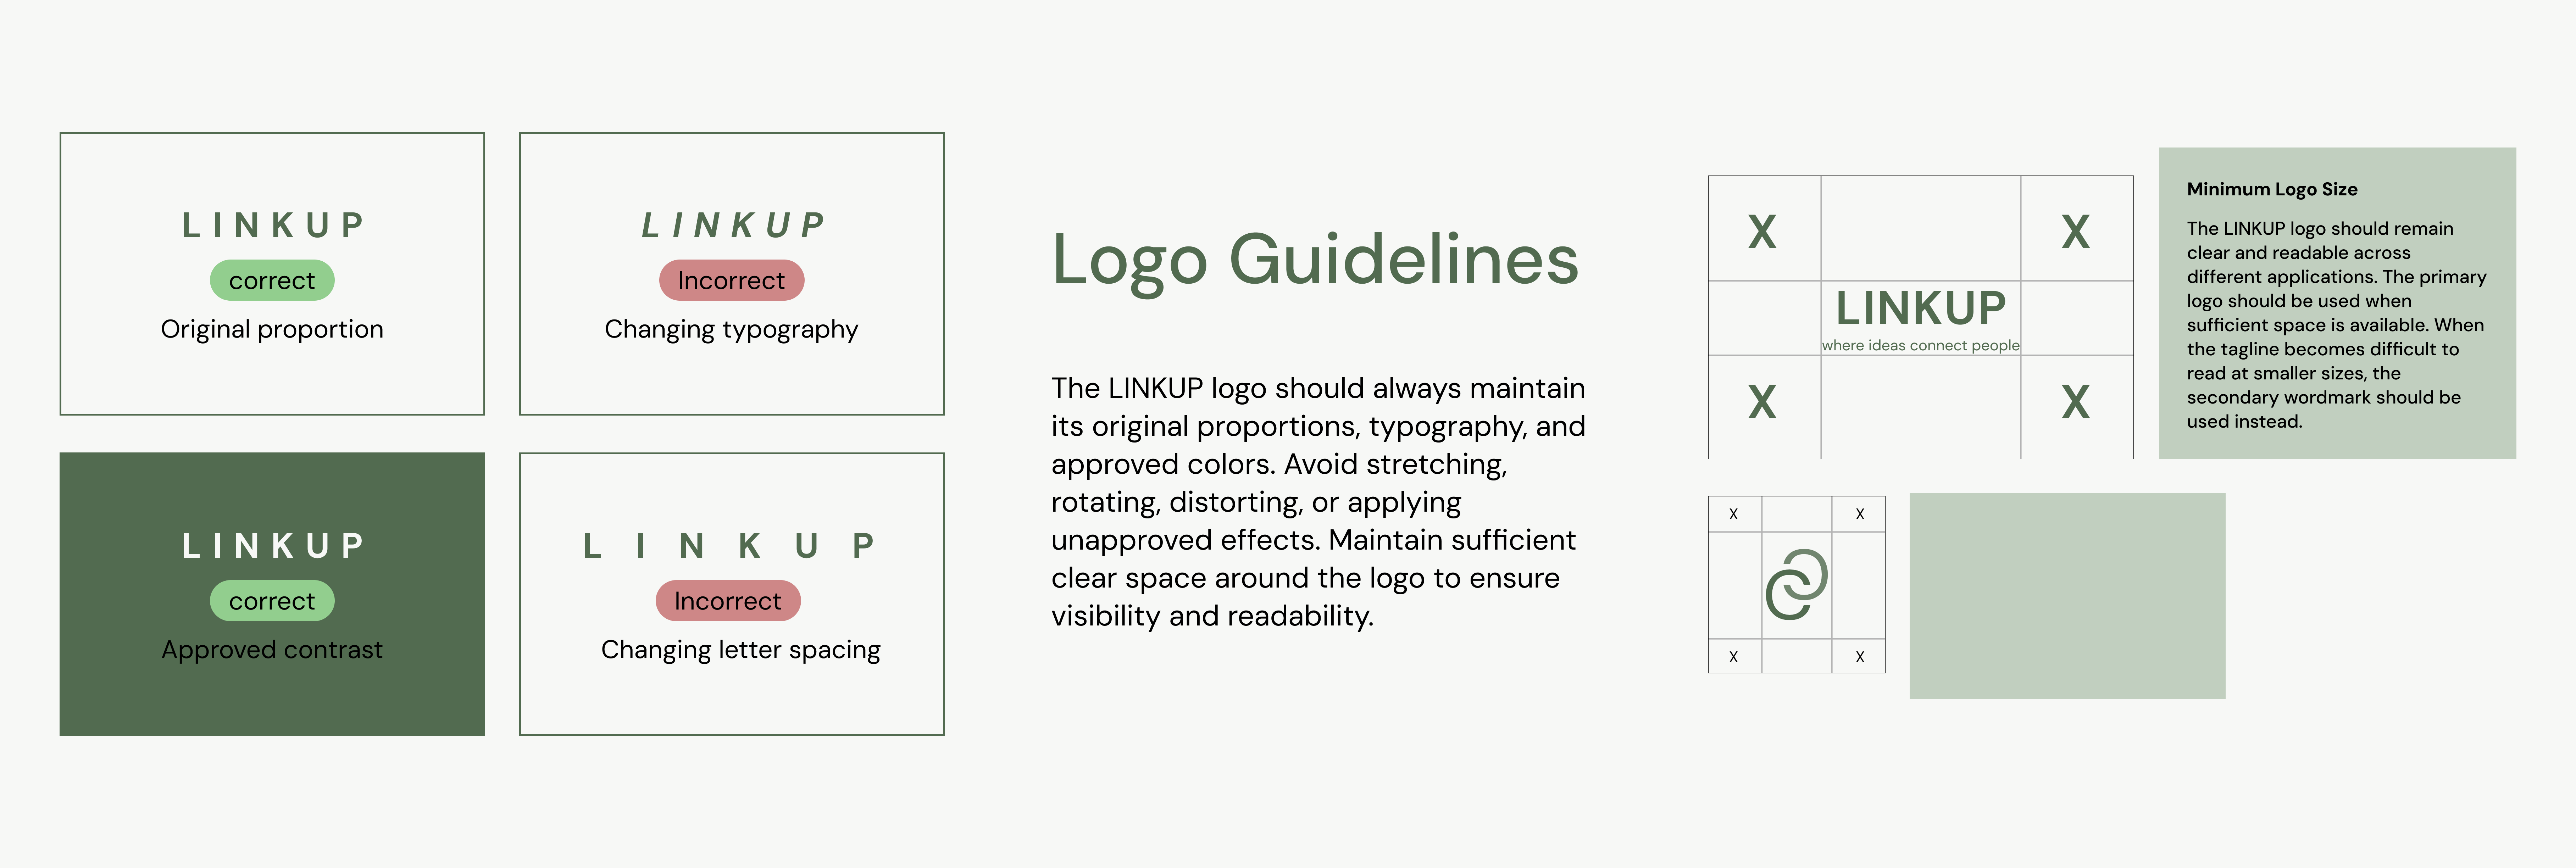 LINKUP
correct
Original proportion
LINKUP
Incorrect
Changing typography
LINKUP
correct
Approved contrast
LINKUP
Incorrect
Changing letter spacing
Logo Guidelines
The LINKUP logo should always maintain
its original proportions, typography, and
approved colors. Avoid stretching,
rotating, distorting, or applying
unapproved effects. Maintain sufficient
clear space around the logo to ensure
visibility and readability.
X X
LINKUP
where ideas connect people
X X
Minimum Logo Size
The LINKUP logo should remain
clear and readable across
different applications. The primary
logo should be used when
sufficient space is available. When
the tagline becomes difficult to
read at smaller sizes, the
secondary wordmark should be
used instead.
X X
X X